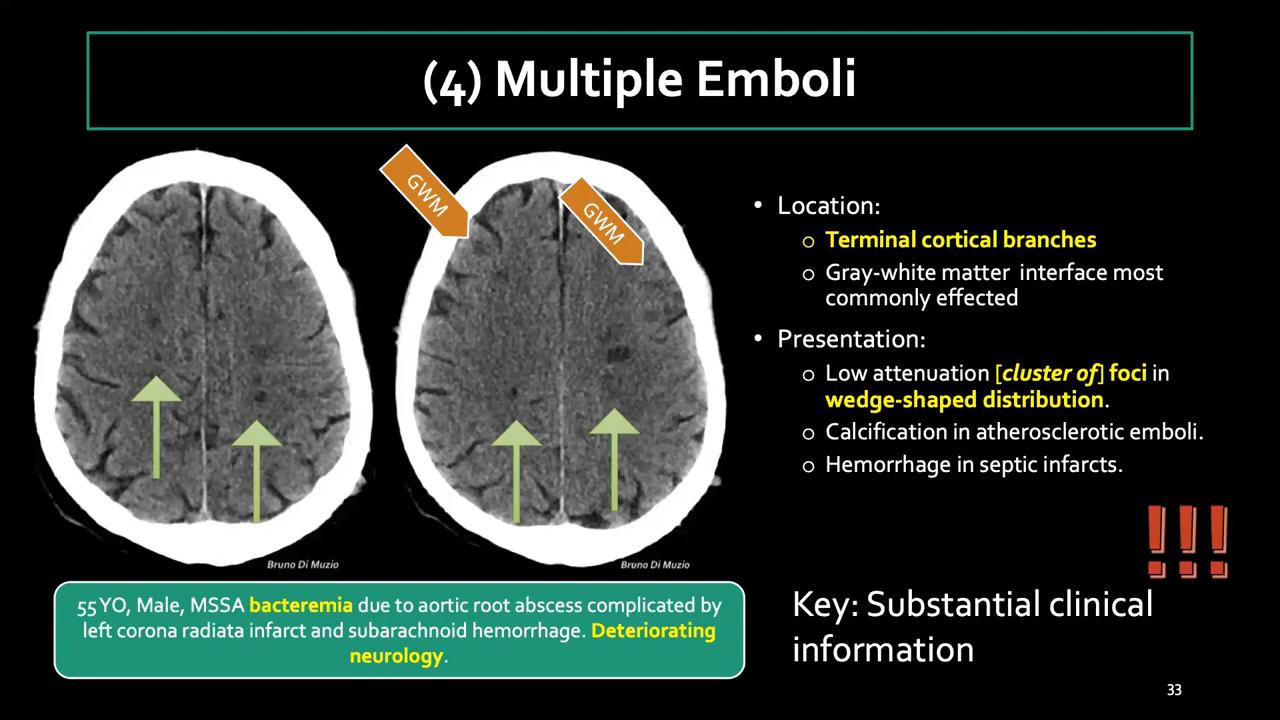 (4) Multiple Emboli
GWM
GWM
Bruno Di Muzio
Bruno Di Muzio
55 YO, Male, MSSA bacteremia due to aortic root abscess complicated by
left corona radiata infarct and subarachnoid hemorrhage. Deteriorating
neurology.
• Location:
o Terminal cortical branches
o Gray-white matter interface most
commonly effected
• Presentation:
o Low attenuation [cluster of] foci in
wedge-shaped distribution.
o Calcification in atherosclerotic emboli.
o Hemorrhage in septic infarcts.
!!!
Key: Substantial clinical
information
33